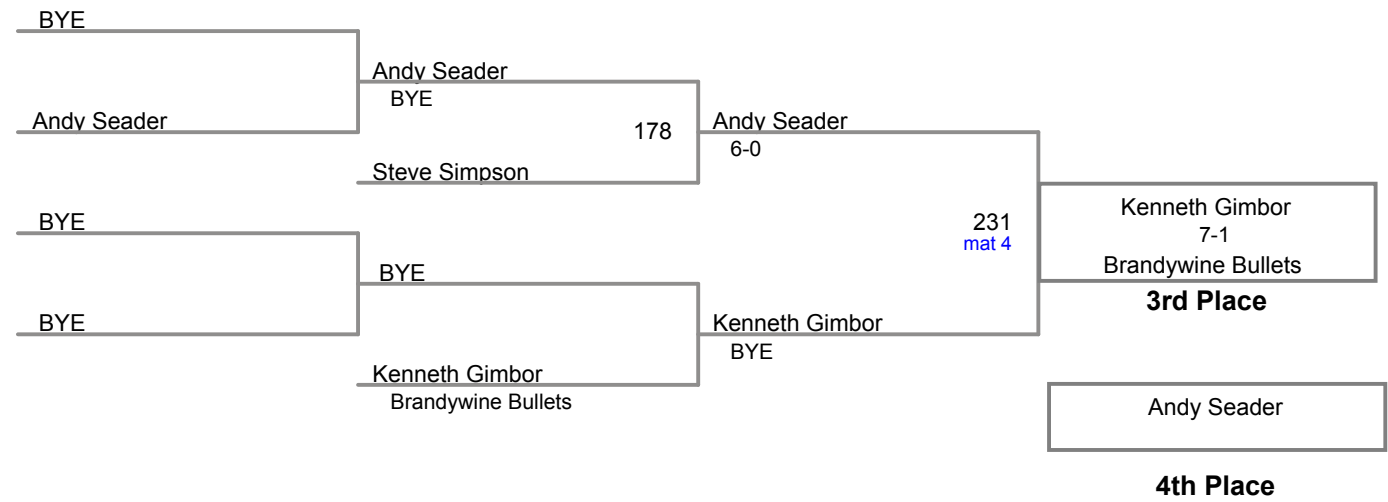 BYE
Andy Seader
BYE
Andy Seader
178
Andy Seader
6-0
Steve Simpson
BYE
231
mat 4
Kenneth Gimbor
7-1
Brandywine Bullets
3rd Place
BYE
BYE
Kenneth Gimbor
BYE
Kenneth Gimbor
Brandywine Bullets
Andy Seader
4th Place